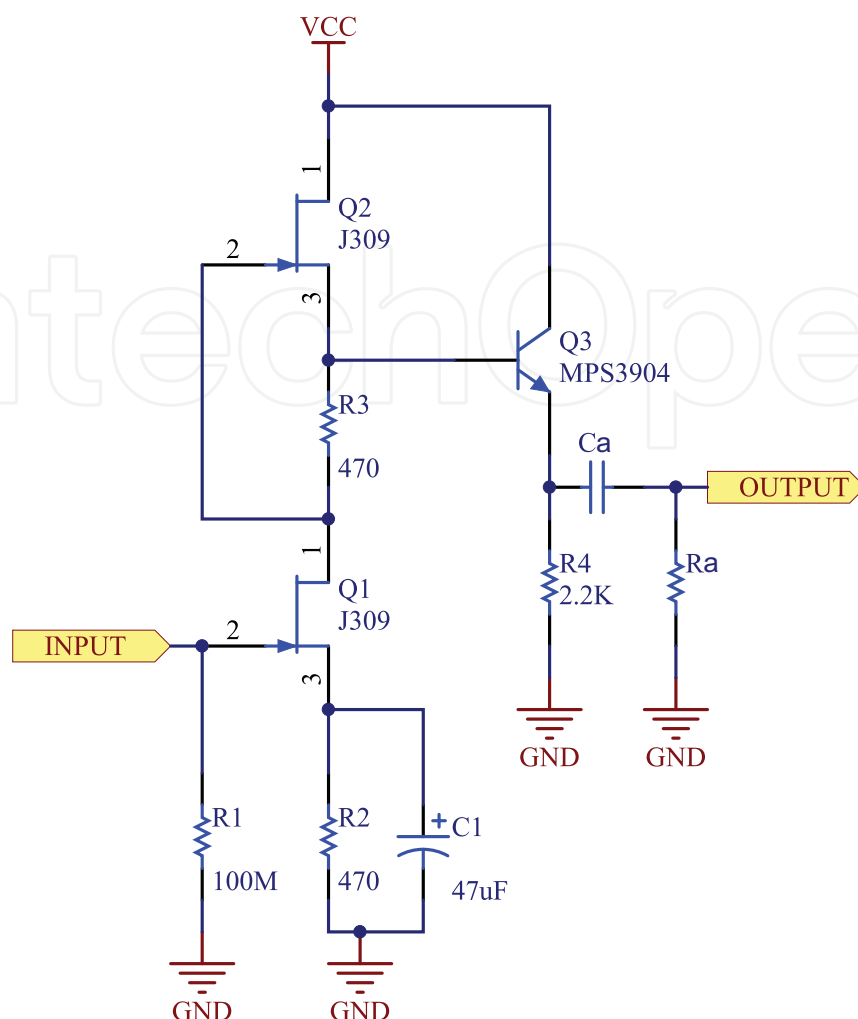 VCC
1
Q2
J309
2
3
Q3
MPS3904
R3
470
Ca
OUTPUT
1
R4
2.2K
Ra
Q1
J309
INPUT
2
3
GND
GND
R1
100M
R2
470
+
C1
47uF
GND
GND
ntechOpe